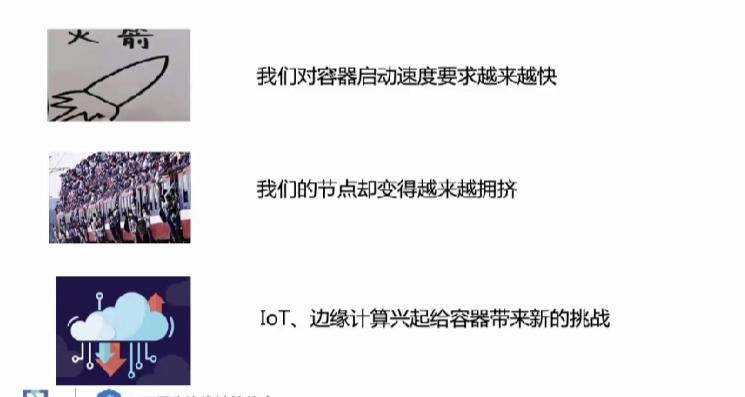 火箭
我们对容器启动速度要求越来越快
我们的节点却变得越来越拥挤
IoT、边缘计算兴起给容器带来新的挑战